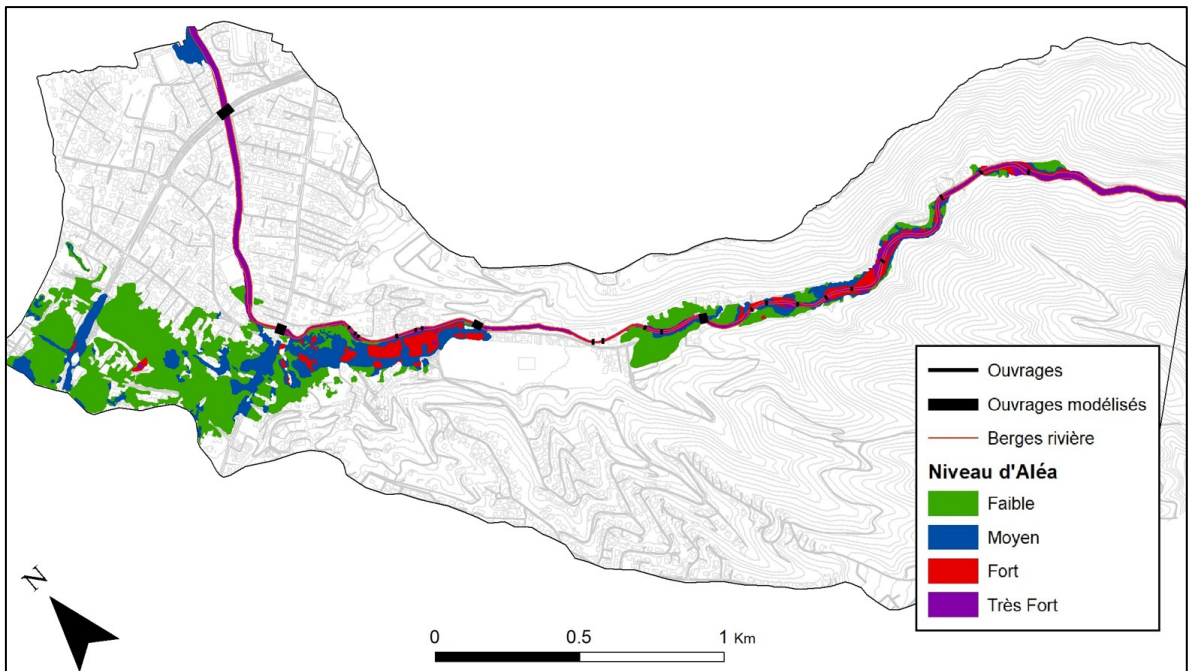 Ouvrages
Ouvrages modélisés
Berges rivière
Niveau d'Aléa
Faible
Moyen
Fort
Très Fort
N
0 0.5 1 Km